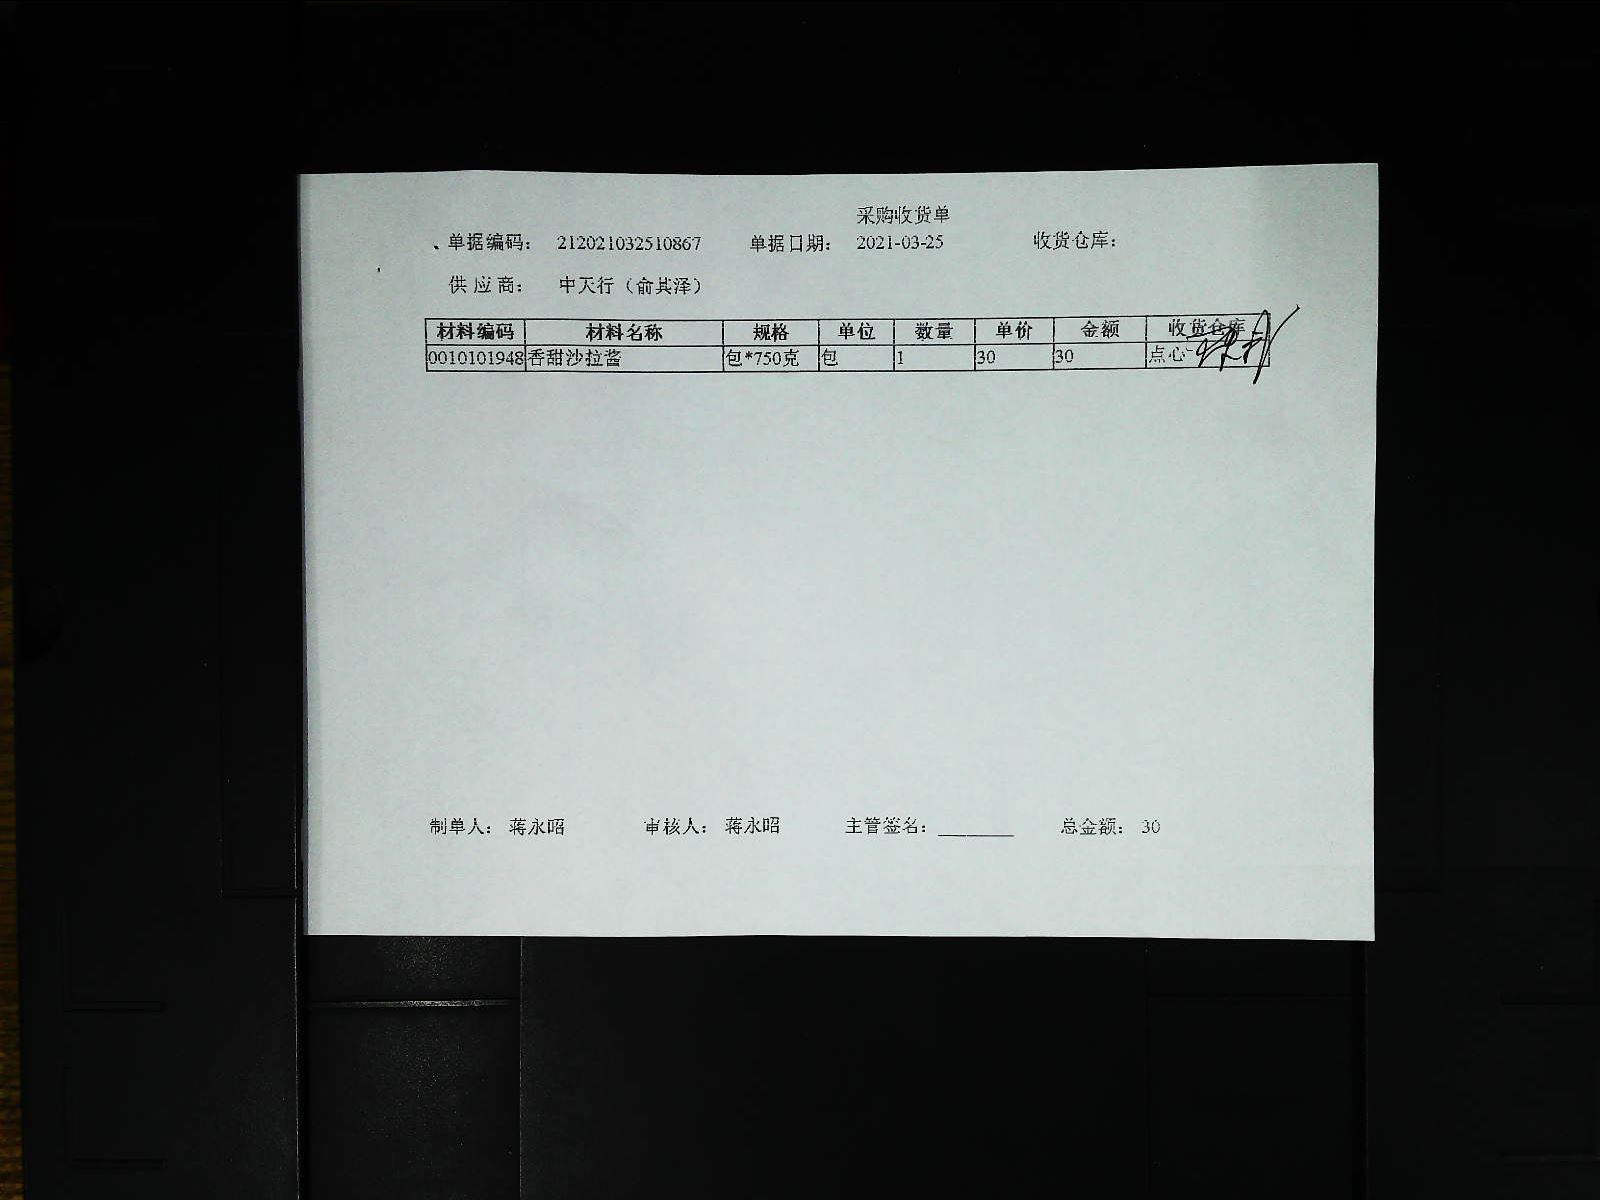 采购收货单
单据编码： 212021032510867 单据日期： 2021-03-25 收货仓库：
供应商： 中天行（俞其泽）
材料编码 材料名称 规格 单位 数量 单价 金额 收货仓库
0010101948 香甜沙拉酱 包*750克 包 1 30 30 点心
制单人： 蒋永昭 审核人： 蒋永昭 主管签名：________ 总金额： 30